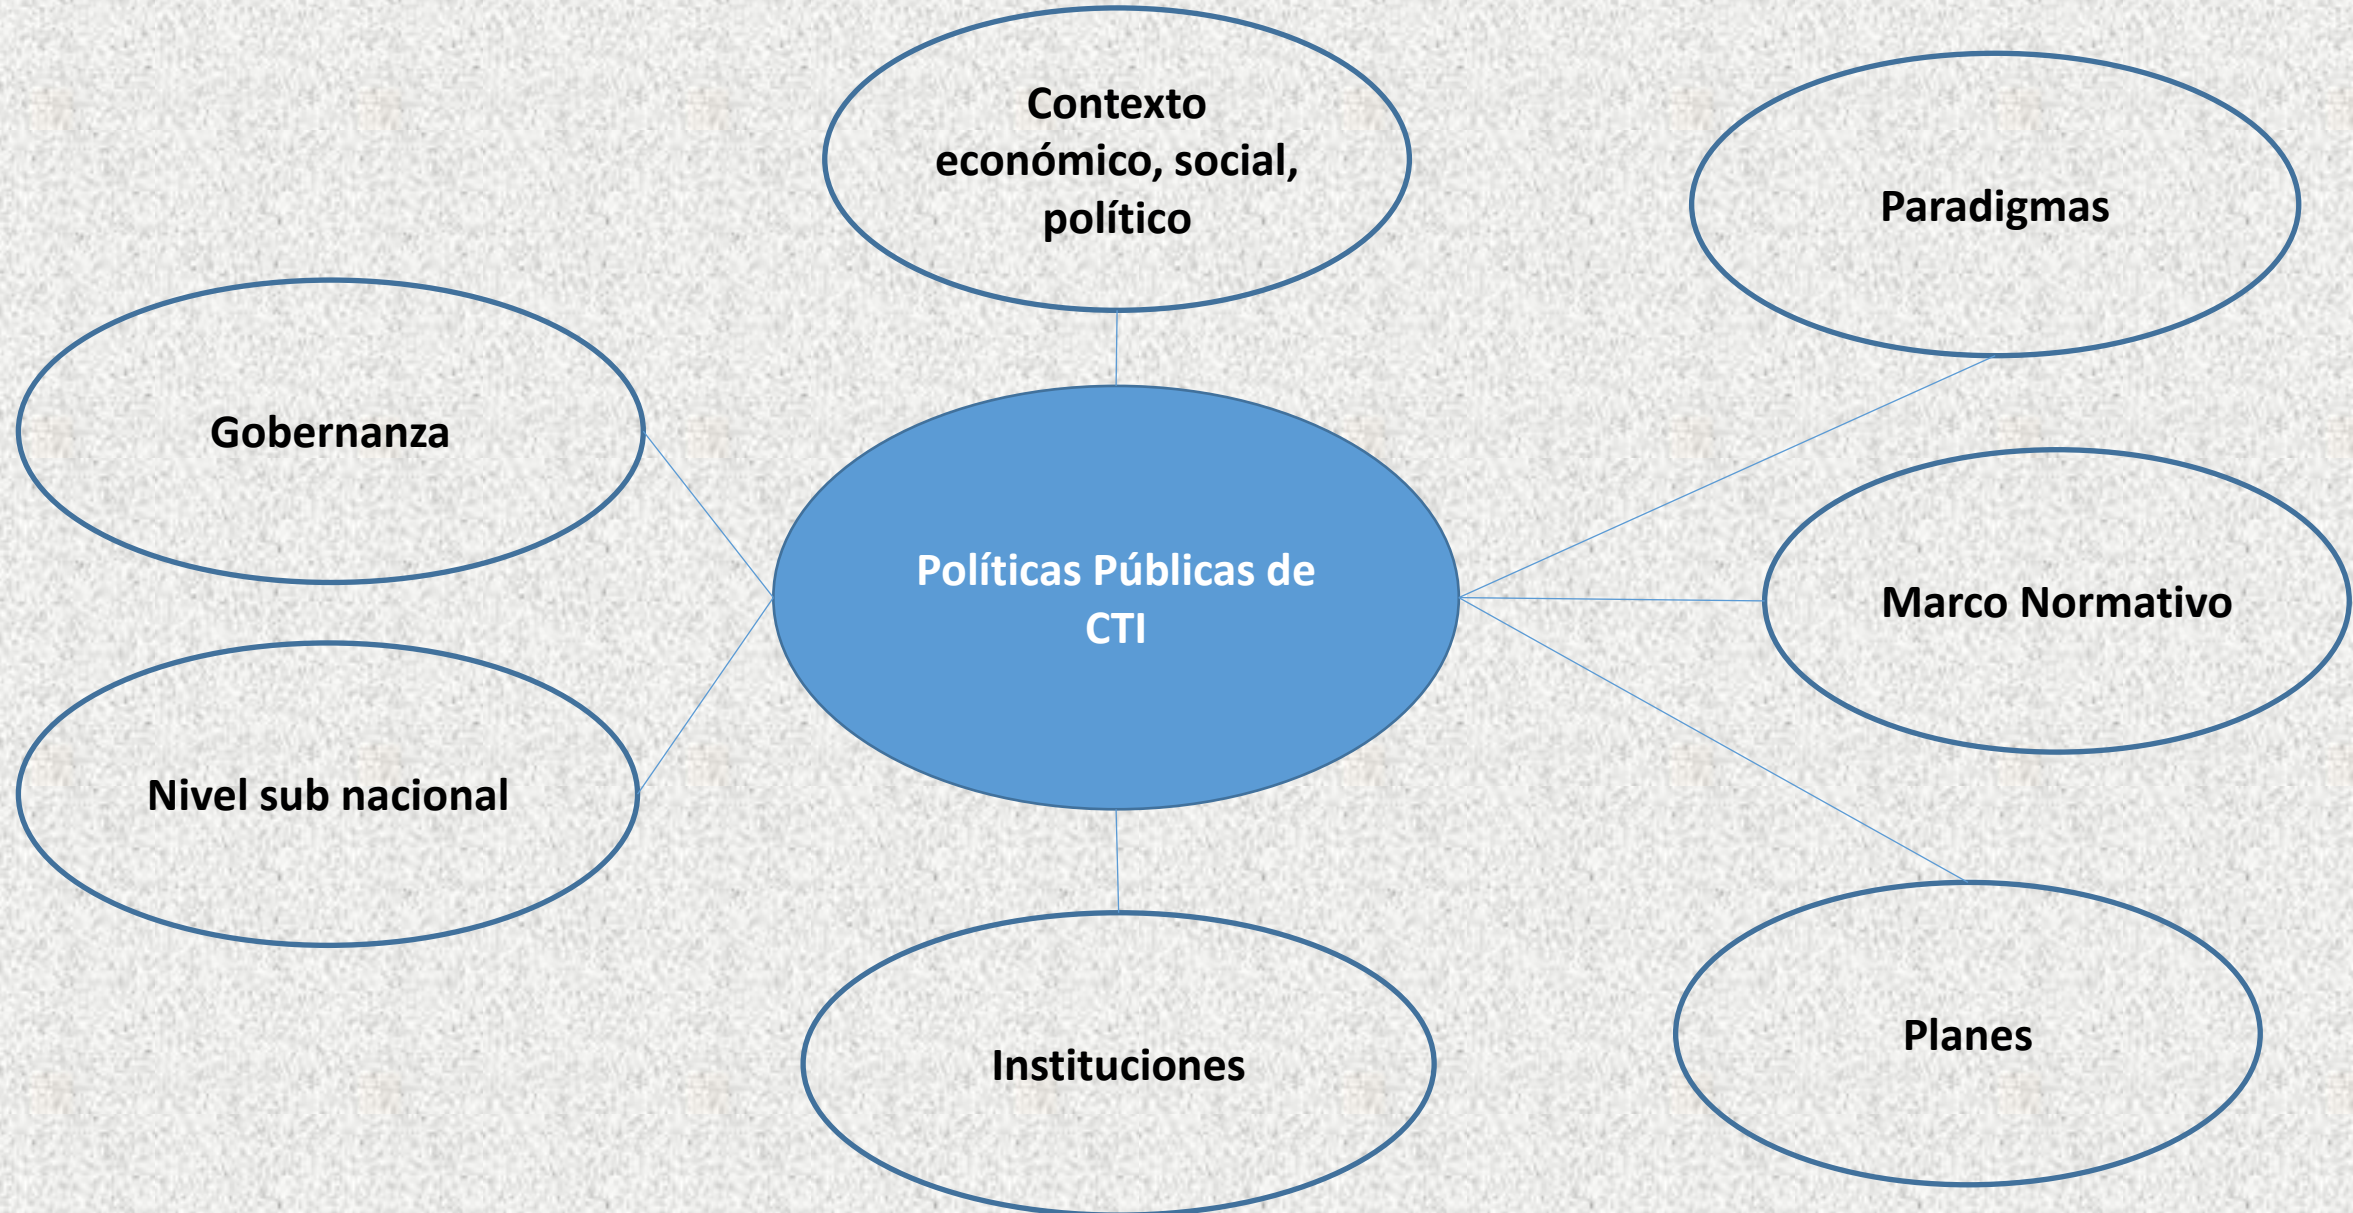 Contexto
económico, social,
político
Paradigmas
Gobernanza
Políticas Públicas de
CTI
Marco Normativo
Nivel sub nacional
Instituciones
Planes